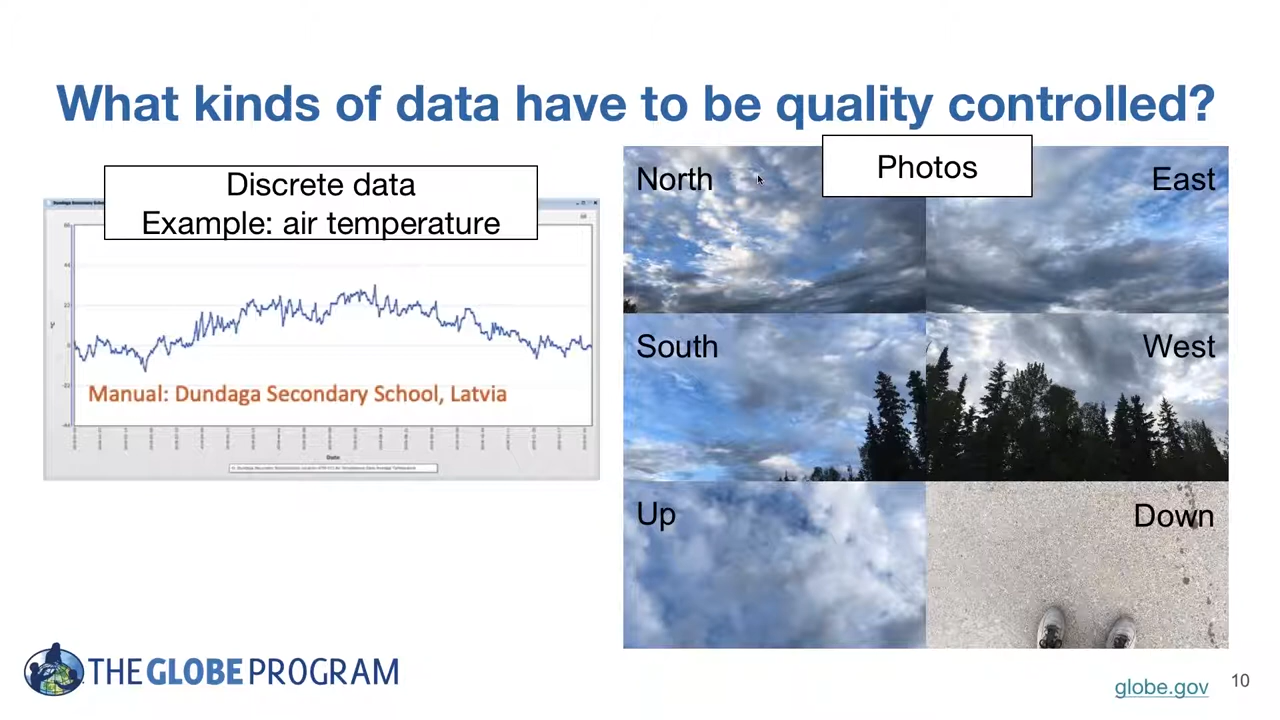 What kinds of data have to be quality controlled?
Discrete data
Example: air temperature
Manual: Dundaga Secondary School, Latvia
Date
Photos
North
East
South
West
Up
Down
THE GLOBE PROGRAM
globe.gov
10